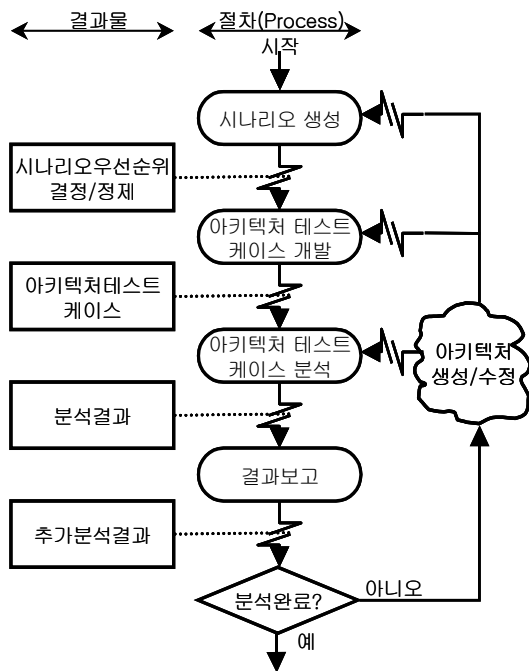 결과물
절차(Process)
시작
시나리오 생성
시나리오우선순위
결정/정제
아키텍처 테스트
케이스 개발
아키텍처테스트
케이스
아키텍처 테스트
케이스 분석
아키텍처
생성/수정
분석결과
결과보고
추가분석결과
분석완료?
아니오
예